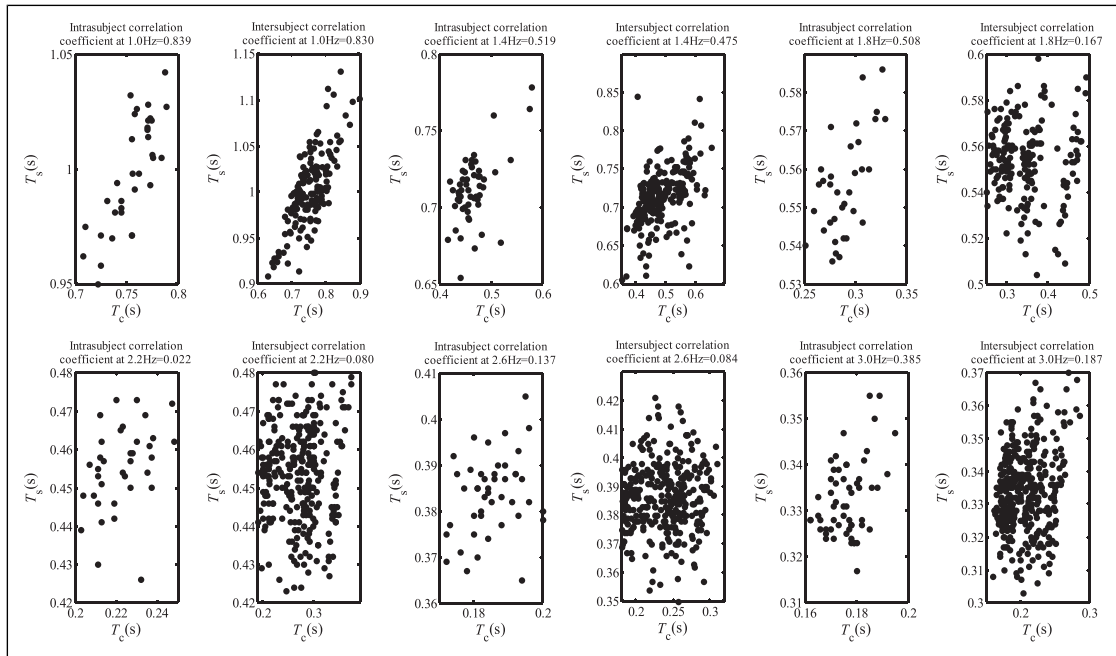 Intrasubject correlation
coefficient at 1.0Hz=0.839
1.05
1
0.95
0.7
0.75
0.8
T_s(s)
T_c(s)
Intersubject correlation
coefficient at 1.0Hz=0.830
1.15
1.1
1.05
1.0
0.95
0.9
0.6
0.7
0.8
0.9
T_s(s)
T_c(s)
Intrasubject correlation
coefficient at 1.4Hz=0.519
0.8
0.75
0.7
0.65
0.4
0.5
0.6
T_s(s)
T_c(s)
Intersubject correlation
coefficient at 1.4Hz=0.475
0.85
0.8
0.75
0.7
0.65
0.6
0.4
0.5
0.6
T_s(s)
T_c(s)
Intrasubject correlation
coefficient at 1.8Hz=0.508
0.58
0.57
0.56
0.55
0.54
0.53
0.25
0.3
0.35
T_s(s)
T_c(s)
Intersubject correlation
coefficient at 1.8Hz=0.167
0.6
0.58
0.56
0.54
0.52
0.5
0.3
0.4
0.5
T_s(s)
T_c(s)
Intrasubject correlation
coefficient at 2.2Hz=0.022
0.48
0.47
0.46
0.45
0.44
0.43
0.42
0.2
0.22
0.24
T_s(s)
T_c(s)
Intersubject correlation
coefficient at 2.2Hz=0.080
0.48
0.47
0.46
0.45
0.44
0.43
0.42
0.2
0.3
T_s(s)
T_c(s)
Intrasubject correlation
coefficient at 2.6Hz=0.137
0.41
0.4
0.39
0.38
0.37
0.36
0.18
0.2
T_s(s)
T_c(s)
Intersubject correlation
coefficient at 2.6Hz=0.084
0.42
0.41
0.4
0.39
0.38
0.37
0.36
0.35
0.2
0.25
0.3
T_s(s)
T_c(s)
Intrasubject correlation
coefficient at 3.0Hz=0.385
0.36
0.35
0.34
0.33
0.32
0.31
0.16
0.18
0.2
T_s(s)
T_c(s)
Intersubject correlation
coefficient at 3.0Hz=0.187
0.37
0.36
0.35
0.34
0.33
0.32
0.31
0.30
0.2
0.3
T_s(s)
T_c(s)